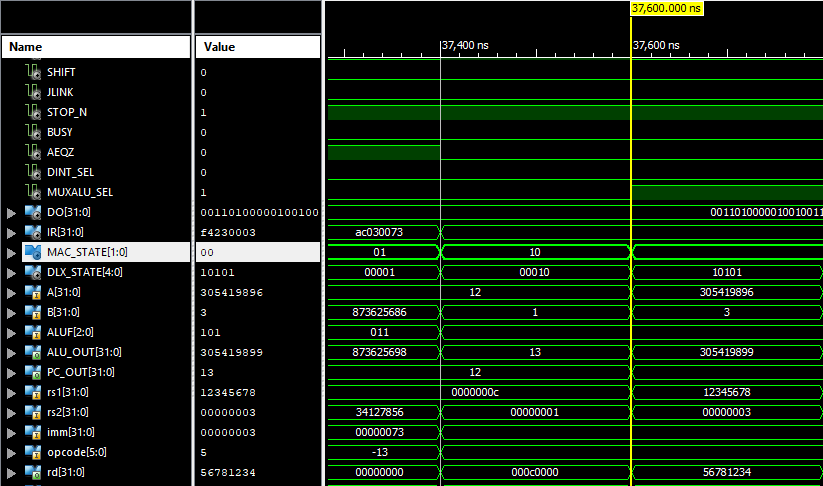 37,600.000 ns
Name Value 37,400 ns 37,600 ns
SHIFT 0
JLINK 0
STOP_N 1
BUSY 0
AEQZ 0
DINT_SEL 0
MUXALU_SEL 1
DO[31:0] 00110100000100100 0011010000010010011
IR[31:0] f4230003 ac030073
MAC_STATE[1:0] 00 01 10
DLX_STATE[4:0] 10101 00001 00010 10101
A[31:0] 305419896 12 305419896
B[31:0] 3 873625686 1 3
ALUF[2:0] 101 011
ALU_OUT[31:0] 305419899 873625698 13 305419899
PC_OUT[31:0] 13 12
rs1[31:0] 12345678 0000000c 12345678
rs2[31:0] 00000003 34127856 00000001 00000003
imm[31:0] 00000003 00000073
opcode[5:0] 5 -13
rd[31:0] 56781234 00000000 000c0000 56781234